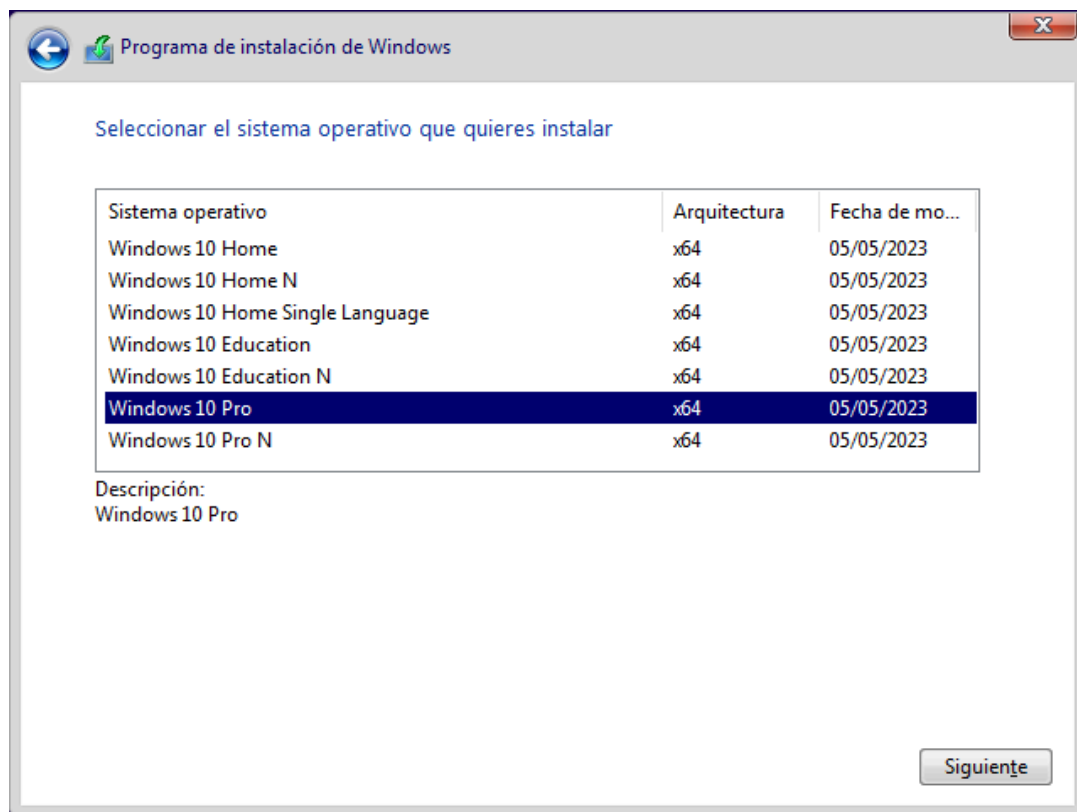 Programa de instalación de Windows
Seleccionar el sistema operativo que quieres instalar
Sistema operativo Arquitectura Fecha de mo...
Windows 10 Home x64 05/05/2023
Windows 10 Home N x64 05/05/2023
Windows 10 Home Single Language x64 05/05/2023
Windows 10 Education x64 05/05/2023
Windows 10 Education N x64 05/05/2023
Windows 10 Pro x64 05/05/2023
Windows 10 Pro N x64 05/05/2023
Descripción:
Windows 10 Pro
Siguiente